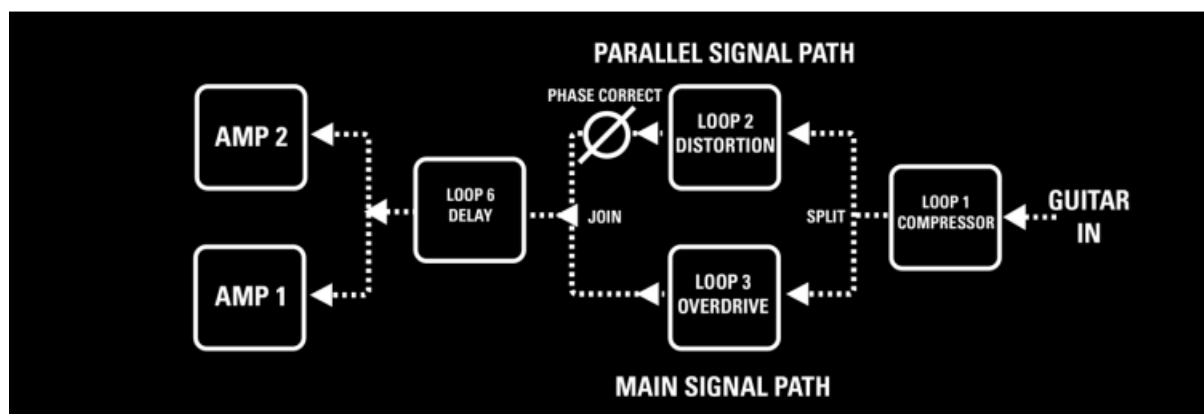 PARALLEL SIGNAL PATH
PHASE CORRECT
AMP 2
LOOP 2
DISTORTION
LOOP 6
DELAY
JOIN
SPLIT
LOOP 1
COMPRESSOR
GUITAR
IN
AMP 1
LOOP 3
OVERDRIVE
MAIN SIGNAL PATH